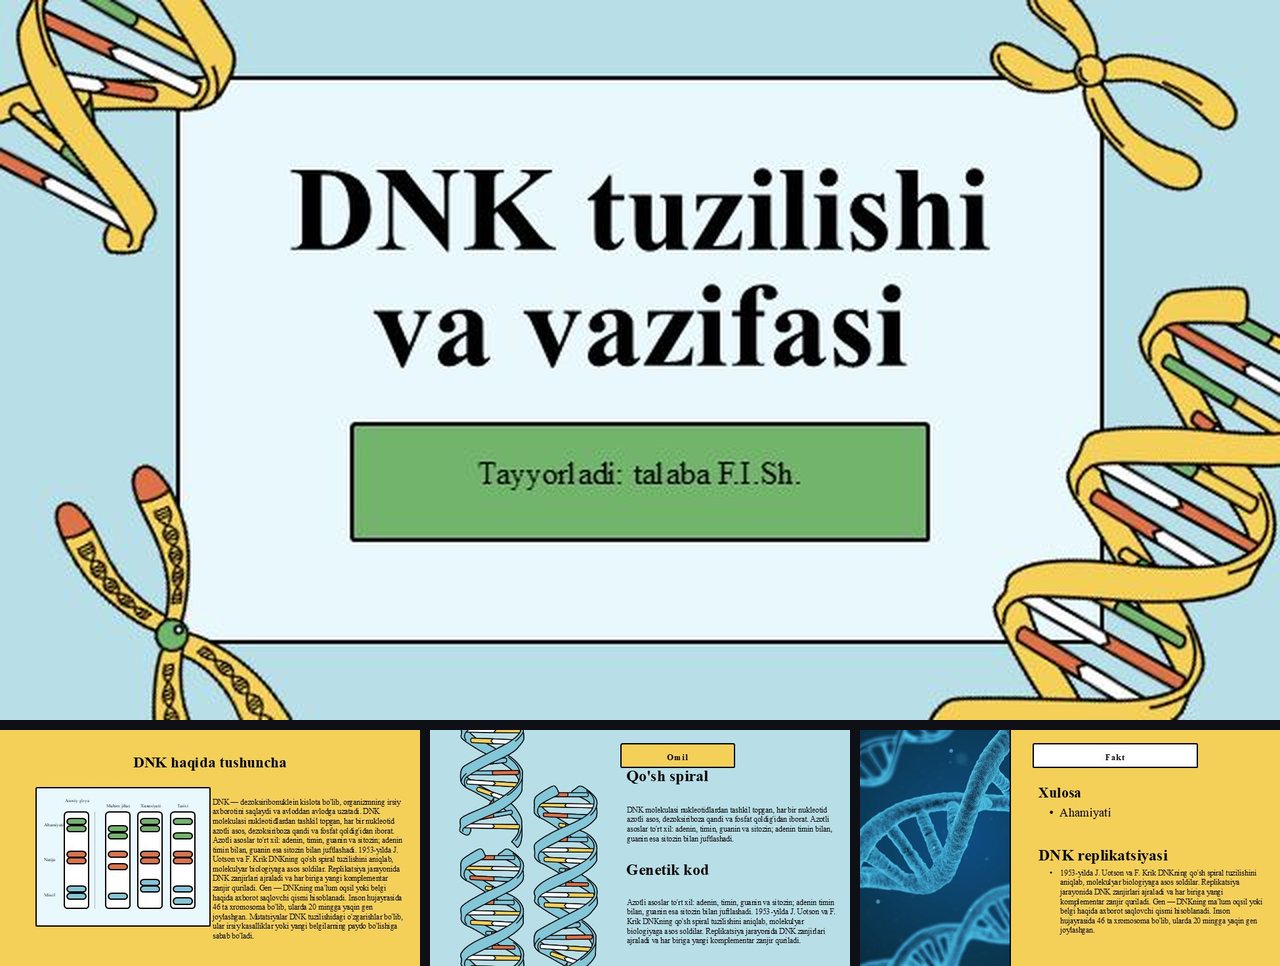 DNK tuzilishi
va vazifasi
Tayyorladi: talaba F.I.Sh.
DNK haqida tushuncha
Asosiy g'oya
Muhim jihat
Xususiyati
Tarixi
Ahamiyati
Natija
Misol
DNK — dezoksiribonuklein kislota bo'lib, organizmning irsiy
axborotini saqlaydi va avloddan avlodga uzatadi. DNK
molekulasi nukleotidlardan tashkil topgan, har bir nukleotid
azotli asos, dezoksiriboza qandi va fosfat qoldig'idan iborat.
Azotli asoslar to'rt xil: adenin, timin, guanin va sitozin; adenin
timin bilan, guanin esa sitozin bilan juftlashadi. 1953-yilda J.
Uotson va F. Krik DNKning qo'sh spiral tuzilishini aniqlab,
molekulyar biologiyaga asos soldilar. Replikatsiya jarayonida
DNK zanjirlari ajraladi va har biriga yangi komplementar
zanjir quriladi. Gen — DNKning ma'lum oqsil yoki belgi
haqida axborot saqlovchi qismi hisoblanadi. Inson hujayrasida
46 ta xromosoma bo'lib, ularda 20 mingga yaqin gen
joylashgan. Mutatsiyalar DNK tuzilishidagi o'zgarishlar bo'lib,
ular irsiy kasalliklar yoki yangi belgilarning paydo bo'lishiga
sabab bo'ladi.
Omil
Qo'sh spiral
DNK molekulasi nukleotidlardan tashkil topgan, har bir nukleotid
azotli asos, dezoksiriboza qandi va fosfat qoldig'idan iborat. Azotli
asoslar to'rt xil: adenin, timin, guanin va sitozin; adenin timin bilan,
guanin esa sitozin bilan juftlashadi.
Genetik kod
Azotli asoslar to'rt xil: adenin, timin, guanin va sitozin; adenin timin
bilan, guanin esa sitozin bilan juftlashadi. 1953-yilda J. Uotson va F.
Krik DNKning qo'sh spiral tuzilishini aniqlab, molekulyar
biologiyaga asos soldilar. Replikatsiya jarayonida DNK zanjirlari
ajraladi va har biriga yangi komplementar zanjir quriladi.
Fakt
Xulosa
• Ahamiyati
DNK replikatsiyasi
• 1953-yilda J. Uotson va F. Krik DNKning qo'sh spiral tuzilishini
aniqlab, molekulyar biologiyaga asos soldilar. Replikatsiya
jarayonida DNK zanjirlari ajraladi va har biriga yangi
komplementar zanjir quriladi. Gen — DNKning ma'lum oqsil yoki
belgi haqida axborot saqlovchi qismi hisoblanadi. Inson
hujayrasida 46 ta xromosoma bo'lib, ularda 20 mingga yaqin gen
joylashgan.